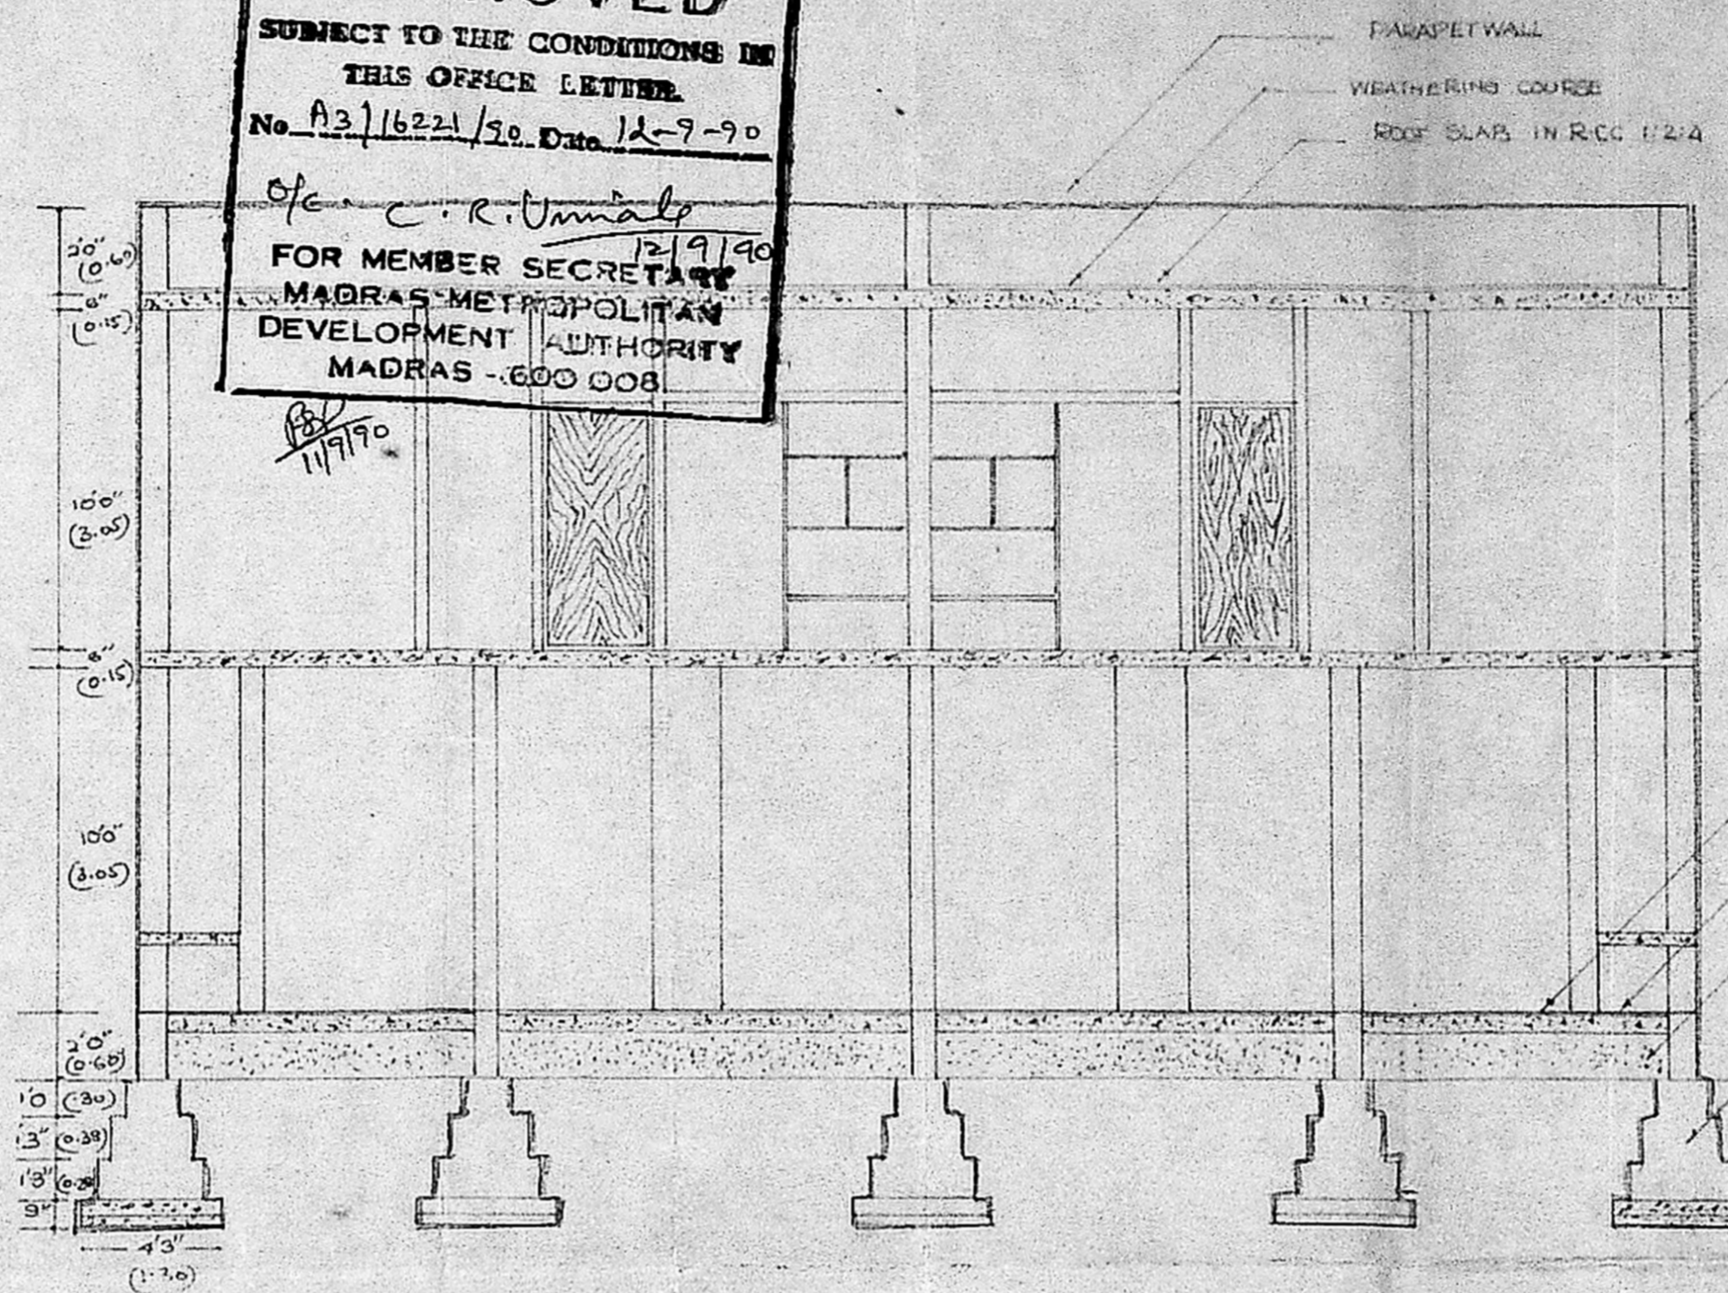 SUBJECT TO THE CONDITIONS IN
THIS OFFICE LETTER
No A3/16221/90 Date 12-9-90
O/c. C. R.
12/9/90
FOR MEMBER SECRETARY
MADRAS METROPOLITAN
DEVELOPMENT AUTHORITY
MADRAS - 600 008
11/9/90
PARAPET WALL
WEATHERING COURSE
ROOF SLAB IN R.CC 1:2:4
2'0"
(0.60)
6"
(0.15)
10'0"
(3.05)
6"
(0.15)
10'0"
(3.05)
2'0"
(0.60)
1'0 (.30)
1'3" (0.38)
1'3"
9"
4'3"